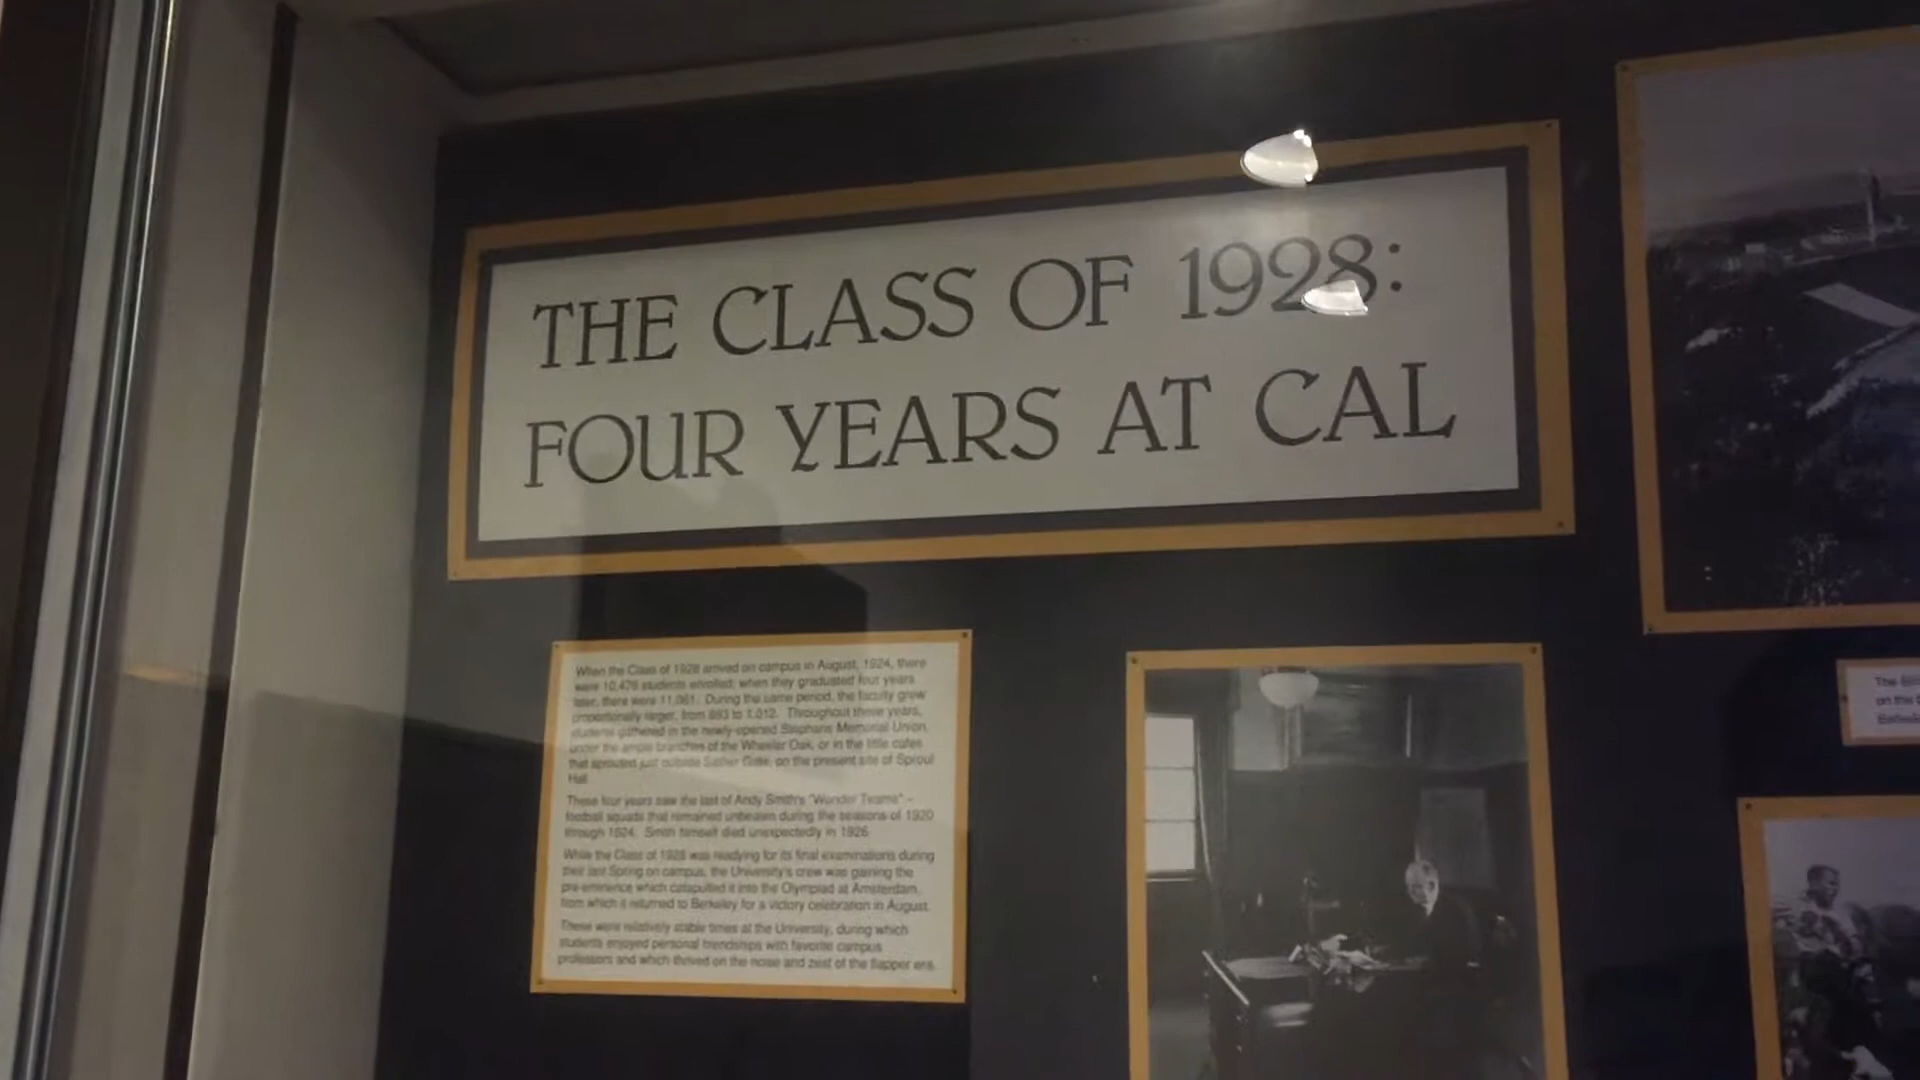 THE CLASS OF 1928:
FOUR YEARS AT CAL
When the Class of 1928 arrived on campus in August, 1924, there
were 10,476 students enrolled; when they graduated four years
later, there were 11,061. During the same period, the faculty grew
proportionally larger, from 893 to 1,012. Throughout these years,
students gathered in the newly-opened Stephens Memorial Union,
under the ample branches of the Wheeler Oak, or in the little cafes
that sprouted just outside Sather Gate, on the present site of Sproul
Hall.
These four years saw the last of Andy Smith's "Wonder Teams" –
football squads that remained unbeaten during the seasons of 1920
through 1924. Smith himself died unexpectedly in 1926.
While the Class of 1928 was readying for its final examinations during
their last Spring on campus, the University's crew was gaining the
pre-eminence which catapulted it into the Olympiad at Amsterdam,
from which it returned to Berkeley for a victory celebration in August.
These were relatively stable times at the University, during which
students enjoyed personal friendships with favorite campus
professors and which thrived on the noise and zest of the flapper era.
The
on the